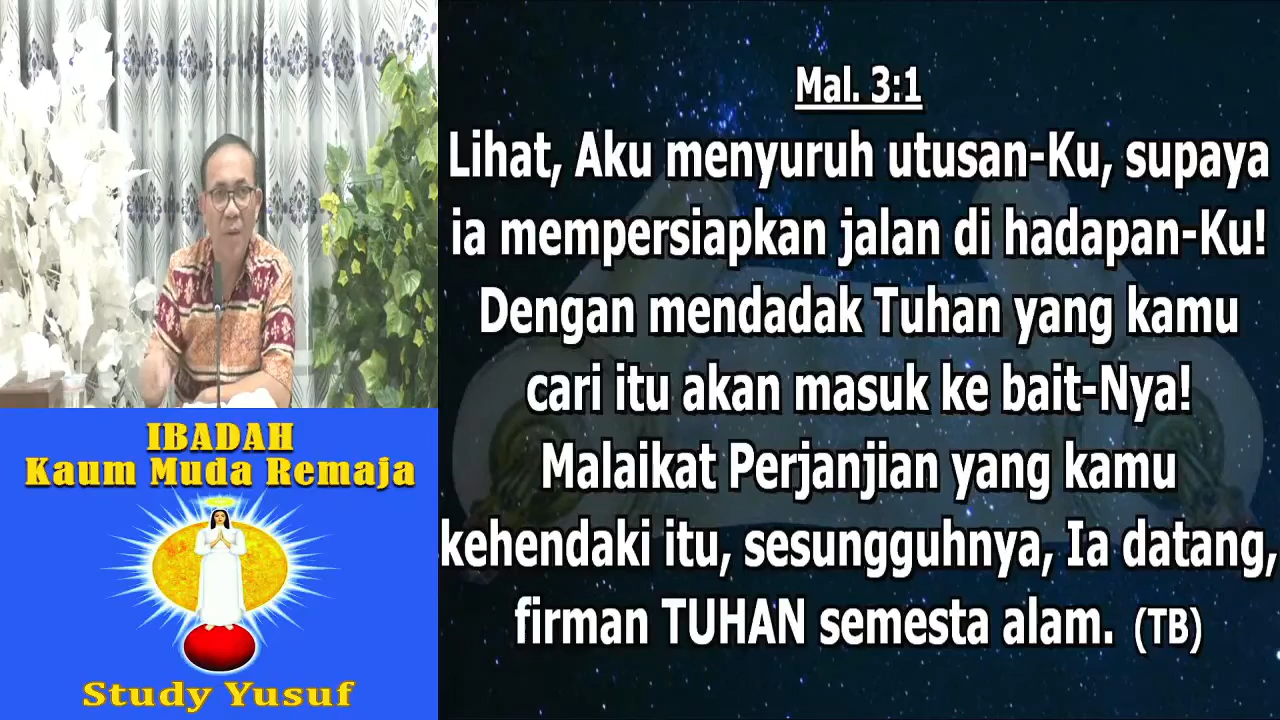 Mal. 3:1
Lihat, Aku menyuruh utusan-Ku, supaya
ia mempersiapkan jalan di hadapan-Ku!
Dengan mendadak Tuhan yang kamu
cari itu akan masuk ke bait-Nya!
Malaikat Perjanjian yang kamu
kehendaki itu, sesungguhnya, Ia datang,
firman TUHAN semesta alam. (TB)
IBADAH
Kaum Muda Remaja
Study Yusuf